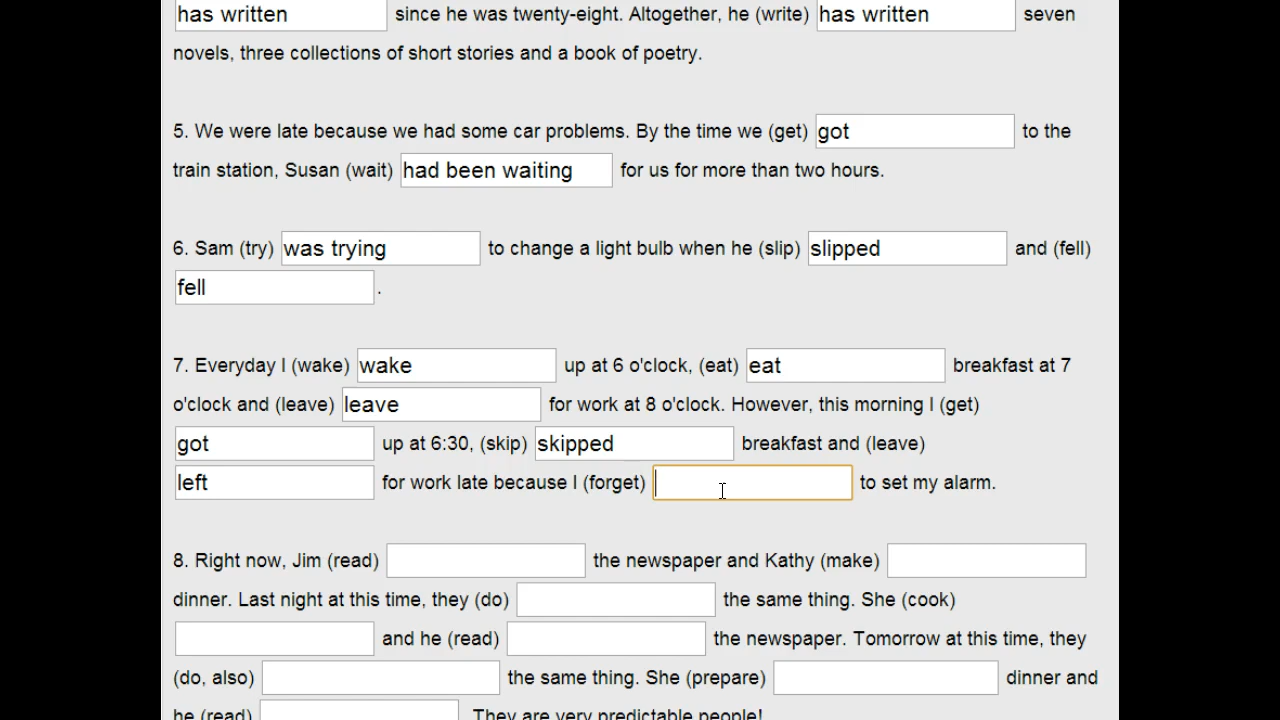 has written since he was twenty-eight. Altogether, he (write) has written seven
novels, three collections of short stories and a book of poetry.
5. We were late because we had some car problems. By the time we (get) got to the
train station, Susan (wait) had been waiting for us for more than two hours.
6. Sam (try) was trying to change a light bulb when he (slip) slipped and (fell)
fell .
7. Everyday I (wake) wake up at 6 o'clock, (eat) eat breakfast at 7
o'clock and (leave) leave for work at 8 o'clock. However, this morning I (get)
got up at 6:30, (skip) skipped breakfast and (leave)
left for work late because I (forget) to set my alarm.
8. Right now, Jim (read) the newspaper and Kathy (make)
dinner. Last night at this time, they (do) the same thing. She (cook)
and he (read) the newspaper. Tomorrow at this time, they
(do, also) the same thing. She (prepare) dinner and
he (read) They are very predictable people!